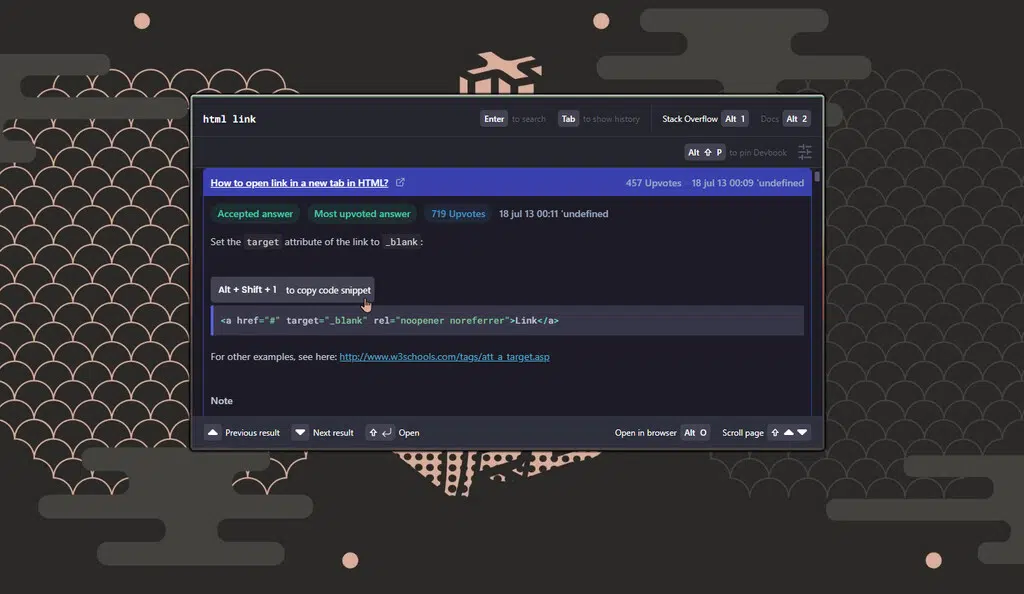 html link Enter to search Tab to show history Stack Overflow Alt 1 Docs Alt 2
Alt ⇧ P to pin Devbook
How to open link in a new tab in HTML? 457 Upvotes 18 jul 13 00:09 'undefined
Accepted answer Most upvoted answer 719 Upvotes 18 jul 13 00:11 'undefined
Set the target attribute of the link to _blank:
Alt + Shift + 1 to copy code snippet
<a href="#" target="_blank" rel="noopener noreferrer">Link</a>
For other examples, see here: http://www.w3schools.com/tags/att_a_target.asp
Note
Previous result Next result Open Open in browser Alt O Scroll page